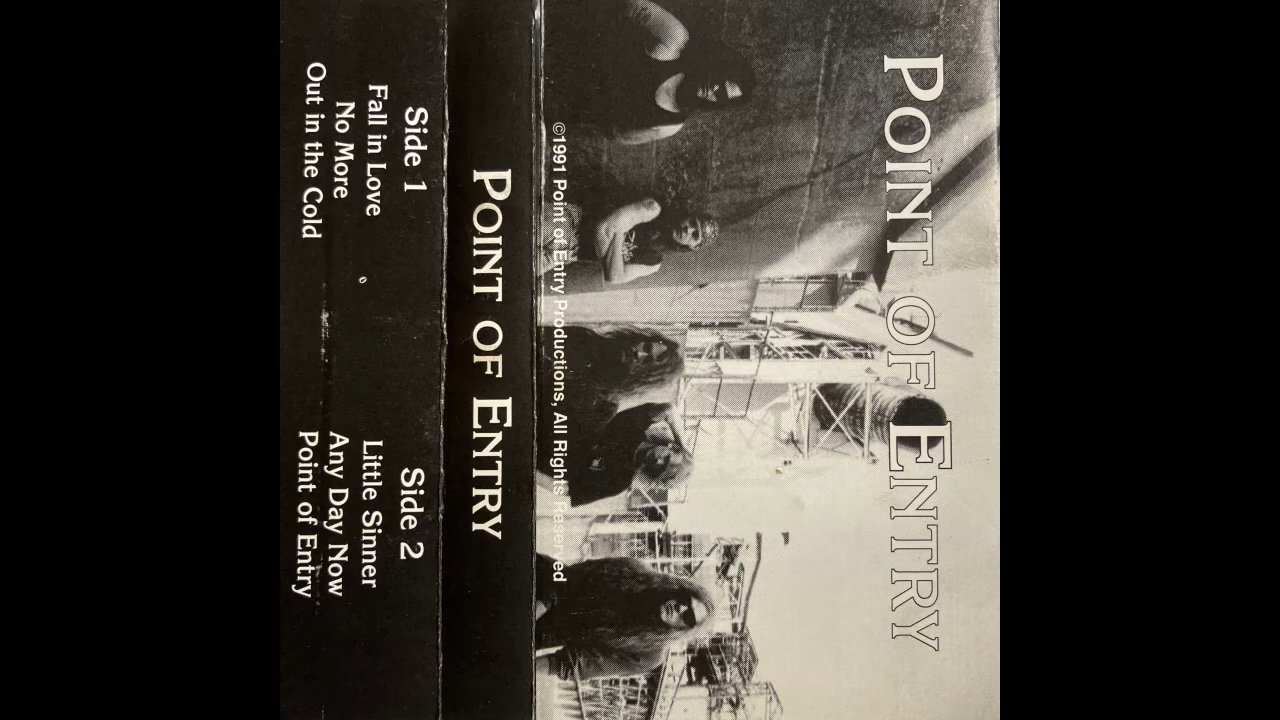 POINT OF ENTRY
©1991 Point of Entry Productions, All Rights Reserved
POINT OF ENTRY
Side 1
Fall in Love
No More
Out in the Cold
Side 2
Little Sinner
Any Day Now
Point of Entry